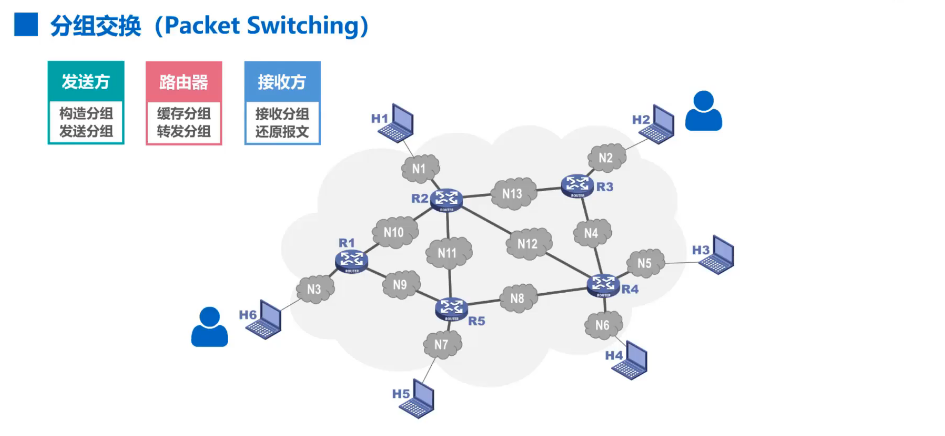 分组交换（Packet Switching）
发送方
构造分组
发送分组
路由器
缓存分组
转发分组
接收方
接收分组
还原报文
H1
H2
N1
N2
R2
N13
R3
N10
N4
R1
N11
N12
H3
N5
N9
N3
R4
N8
H6
R5
N6
N7
H4
H5